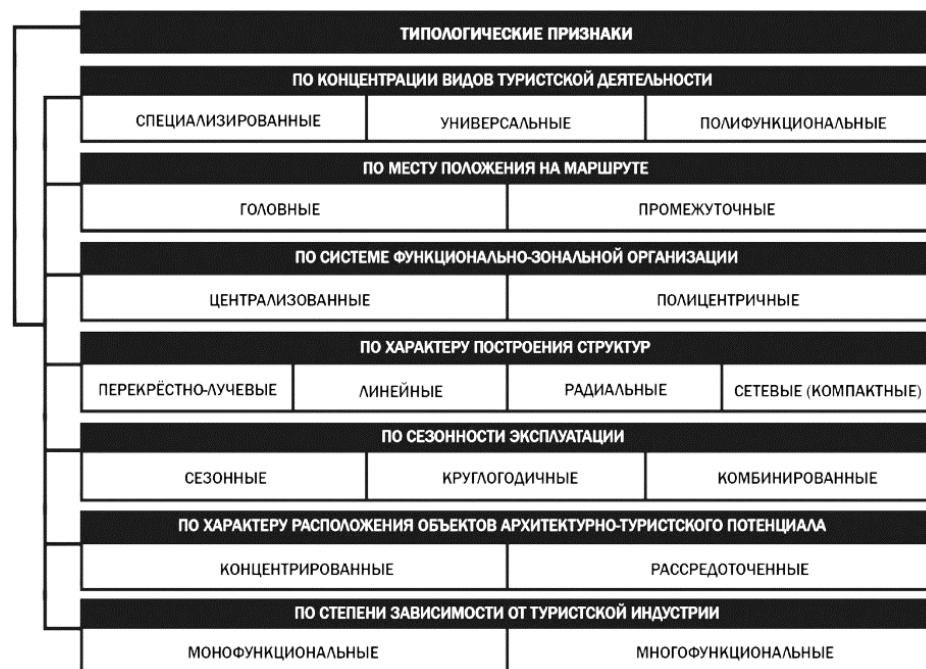 ТИПОЛОГИЧЕСКИЕ ПРИЗНАКИ
ПО КОНЦЕНТРАЦИИ ВИДОВ ТУРИСТСКОЙ ДЕЯТЕЛЬНОСТИ
СПЕЦИАЛИЗИРОВАННЫЕ УНИВЕРСАЛЬНЫЕ ПОЛИФУНКЦИОНАЛЬНЫЕ
ПО МЕСТУ ПОЛОЖЕНИЯ НА МАРШРУТЕ
ГОЛОВНЫЕ ПРОМЕЖУТОЧНЫЕ
ПО СИСТЕМЕ ФУНКЦИОНАЛЬНО-ЗОНАЛЬНОЙ ОРГАНИЗАЦИИ
ЦЕНТРАЛИЗОВАННЫЕ ПОЛИЦЕНТРИЧНЫЕ
ПО ХАРАКТЕРУ ПОСТРОЕНИЯ СТРУКТУР
ПЕРЕКРЁСТНО-ЛУЧЕВЫЕ ЛИНЕЙНЫЕ РАДИАЛЬНЫЕ СЕТЕВЫЕ (КОМПАКТНЫЕ)
ПО СЕЗОННОСТИ ЭКСПЛУАТАЦИИ
СЕЗОННЫЕ КРУГЛОГОДИЧНЫЕ КОМБИНИРОВАННЫЕ
ПО ХАРАКТЕРУ РАСПОЛОЖЕНИЯ ОБЪЕКТОВ АРХИТЕКТУРНО-ТУРИСТСКОГО ПОТЕНЦИАЛА
КОНЦЕНТРИРОВАННЫЕ РАССРЕДОТОЧЕННЫЕ
ПО СТЕПЕНИ ЗАВИСИМОСТИ ОТ ТУРИСТСКОЙ ИНДУСТРИИ
МОНОФУНКЦИОНАЛЬНЫЕ МНОГОФУНКЦИОНАЛЬНЫЕ